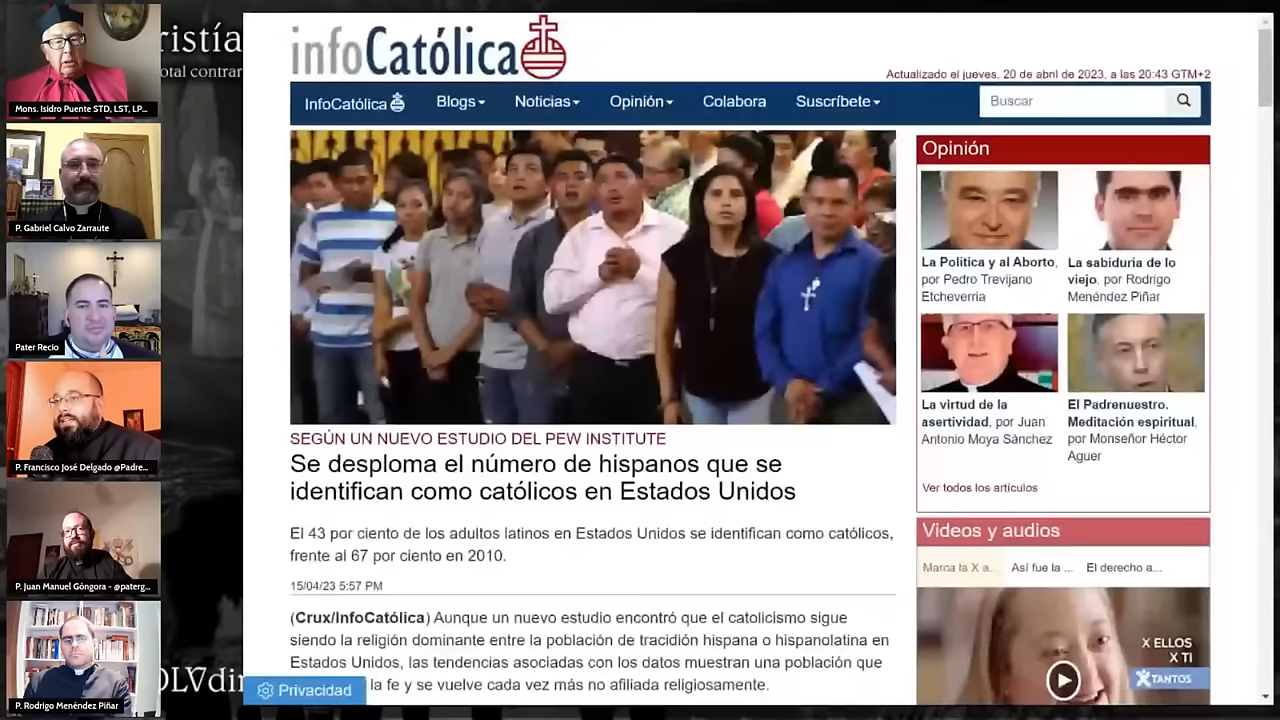 Mons. Isidro Puente STD, LST, LP...
P. Gabriel Calvo Zarraute
Pater Recio
P. Francisco José Delgado @Padre...
P. Juan Manuel Góngora - @paterg...
P. Rodrigo Menéndez Piñar
ristía
otal contrar
infoCatólica
Actualizado el jueves, 20 de abril de 2023, a las 20:43 GTM+2
InfoCatólica
Blogs
Noticias
Opinión
Colabora
Suscríbete
Buscar
SEGÚN UN NUEVO ESTUDIO DEL PEW INSTITUTE
Se desploma el número de hispanos que se
identifican como católicos en Estados Unidos
El 43 por ciento de los adultos latinos en Estados Unidos se identifican como católicos,
frente al 67 por ciento en 2010.
15/04/23 5:57 PM
(Crux/InfoCatólica) Aunque un nuevo estudio encontró que el catolicismo sigue
siendo la religión dominante entre la población de tracidión hispana o hispanolatina en
Estados Unidos, las tendencias asociadas con los datos muestran una población que
la fe y se vuelve cada vez más no afiliada religiosamente.
Privacidad
Opinión
La Política y al Aborto,
por Pedro Trevijano
Etcheverria
La sabiduría de lo
viejo, por Rodrigo
Menéndez Piñar
La virtud de la
asertividad, por Juan
Antonio Moya Sánchez
El Padrenuestro.
Meditación espiritual,
por Monseñor Héctor
Aguer
Ver todos los artículos
Videos y audios
Marca la X a...
Así fue la ...
El derecho a...
X ELLOS
X TI
XTANTOS